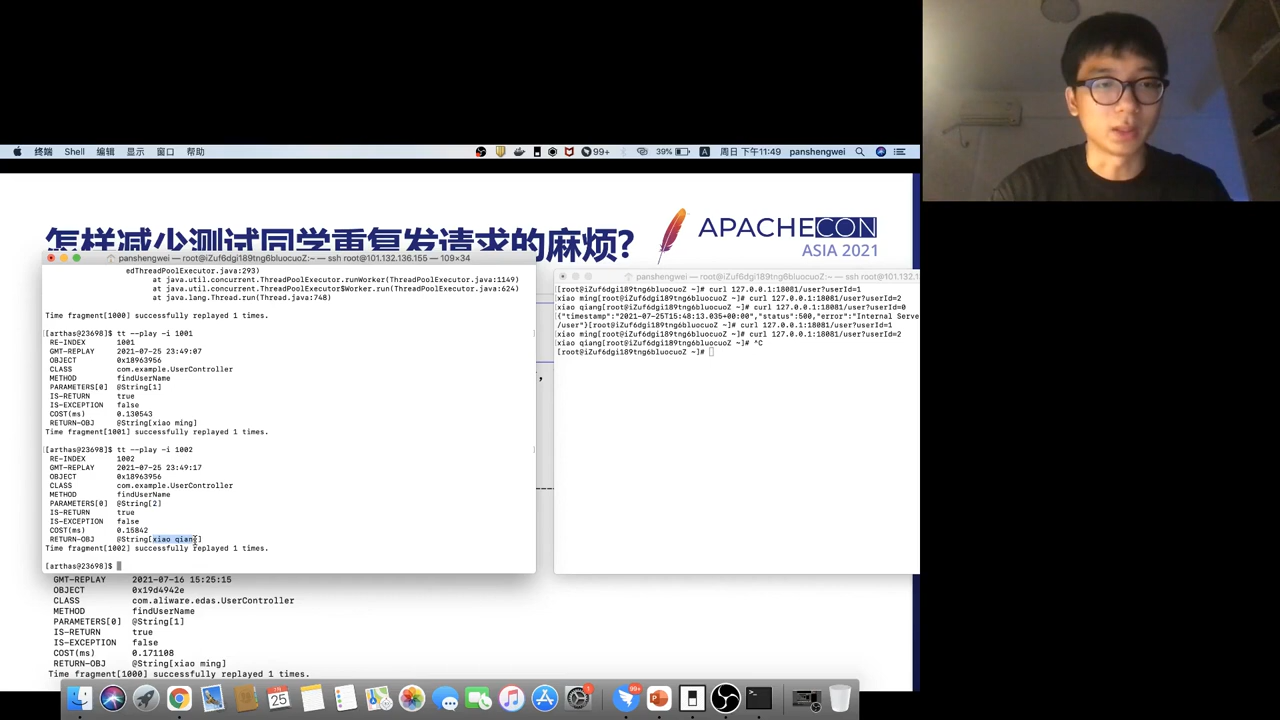 终端 Shell 编辑 显示 窗口 帮助 99+ 39% A 周日 下午11:49 panshengwei
怎样减少测试同学重复发请求的麻烦?
APACHECON
ASIA 2021
panshengwei — root@iZuf6dgi189tng6bluocuoZ:~ — ssh root@101.132.136.155 — 109×34
edThreadPoolExecutor.java:293)
at java.util.concurrent.ThreadPoolExecutor.runWorker(ThreadPoolExecutor.java:1149)
at java.util.concurrent.ThreadPoolExecutor$Worker.run(ThreadPoolExecutor.java:624)
at java.lang.Thread.run(Thread.java:748)
Time fragment[1000] successfully replayed 1 times.
[arthas@23698]$ tt --play -i 1001
RE-INDEX 1001
GMT-REPLAY 2021-07-25 23:49:07
OBJECT 0x18963956
CLASS com.example.UserController
METHOD findUserName
PARAMETERS[0] @String[1]
IS-RETURN true
IS-EXCEPTION false
COST(ms) 0.130543
RETURN-OBJ @String[xiao ming]
Time fragment[1001] successfully replayed 1 times.
[arthas@23698]$ tt --play -i 1002
RE-INDEX 1002
GMT-REPLAY 2021-07-25 23:49:17
OBJECT 0x18963956
CLASS com.example.UserController
METHOD findUserName
PARAMETERS[0] @String[2]
IS-RETURN true
IS-EXCEPTION false
COST(ms) 0.15842
RETURN-OBJ @String[xiao qiang]
Time fragment[1002] successfully replayed 1 times.
[arthas@23698]$
panshengwei — root@iZuf6dgi189tng6bluocuoZ:~ — ssh root@101.132.1
[root@iZuf6dgi189tng6bluocuoZ ~]# curl 127.0.0.1:18081/user?userId=1
xiao ming[root@iZuf6dgi189tng6bluocuoZ ~]# curl 127.0.0.1:18081/user?userId=2
xiao qiang[root@iZuf6dgi189tng6bluocuoZ ~]# curl 127.0.0.1:18081/user?userId=0
{"timestamp":"2021-07-25T15:48:13.035+00:00","status":500,"error":"Internal Serve
/user"}[root@iZuf6dgi189tng6bluocuoZ ~]# curl 127.0.0.1:18081/user?userId=1
xiao ming[root@iZuf6dgi189tng6bluocuoZ ~]# curl 127.0.0.1:18081/user?userId=2
xiao qiang[root@iZuf6dgi189tng6bluocuoZ ~]# ^C
[root@iZuf6dgi189tng6bluocuoZ ~]#
GMT-REPLAY 2021-07-16 15:25:15
OBJECT 0x19d4942e
CLASS com.aliware.edas.UserController
METHOD findUserName
PARAMETERS[0] @String[1]
IS-RETURN true
IS-EXCEPTION false
COST(ms) 0.171108
RETURN-OBJ @String[xiao ming]
Time fragment[1000] successfully replayed 1 times.
25
99+